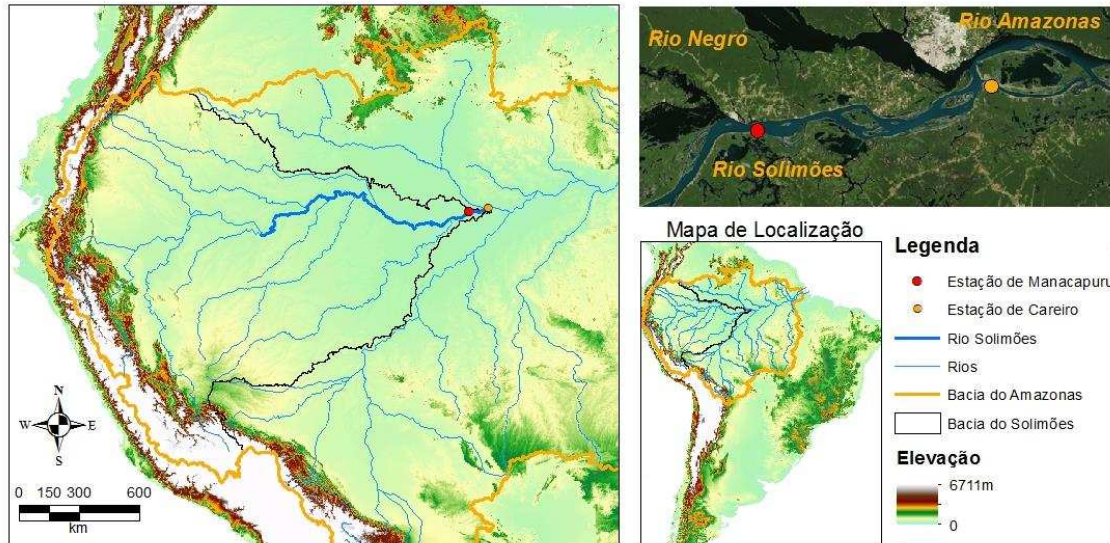 N
W
E
S
0 150 300 600
km
Rio Negro
Rio Amazonas
Rio Solimões
Mapa de Localização
Legenda
Estação de Manacapuru
Estação de Careiro
Rio Solimões
Rios
Bacia do Amazonas
Bacia do Solimões
Elevação
6711m
0